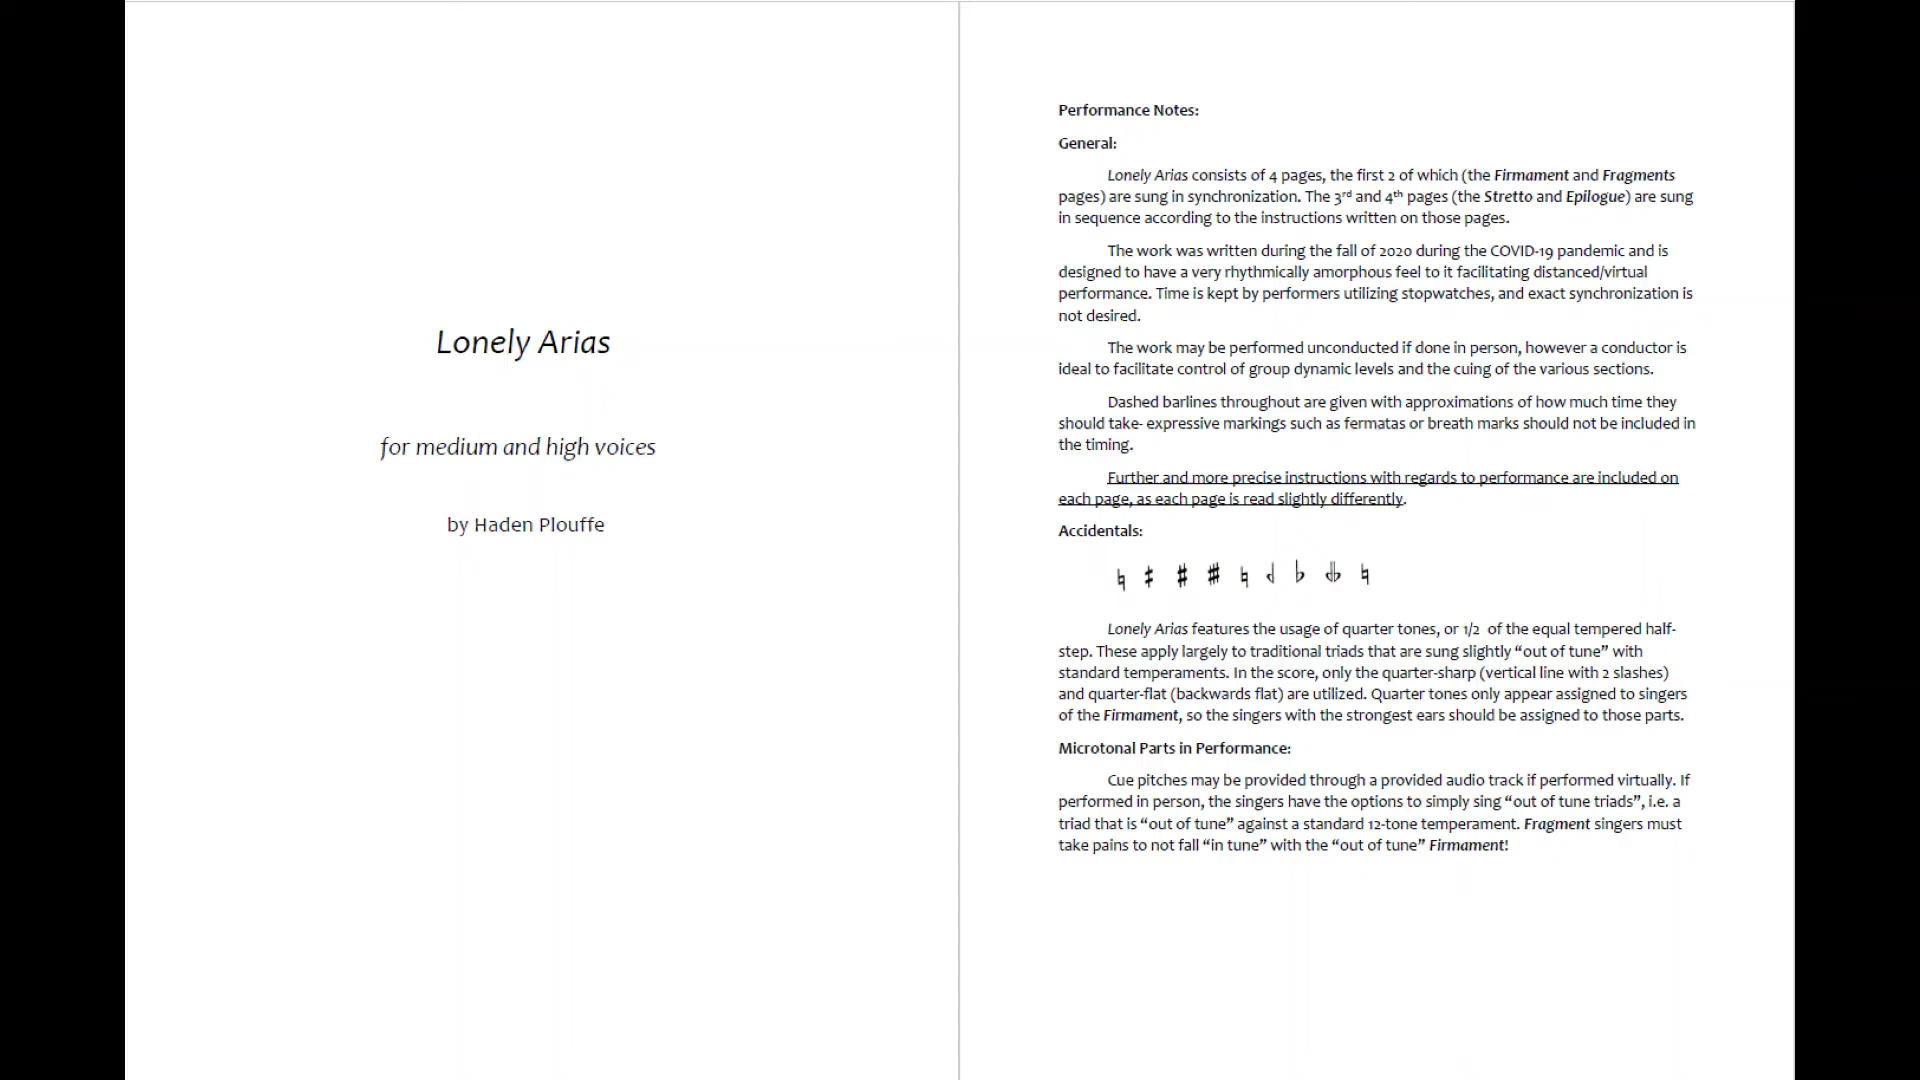 Lonely Arias
for medium and high voices
by Haden Plouffe
Performance Notes:
General:
Lonely Arias consists of 4 pages, the first 2 of which (the Firmament and Fragments
pages) are sung in synchronization. The 3rd and 4th pages (the Stretto and Epilogue) are sung
in sequence according to the instructions written on those pages.
The work was written during the fall of 2020 during the COVID-19 pandemic and is
designed to have a very rhythmically amorphous feel to it facilitating distanced/virtual
performance. Time is kept by performers utilizing stopwatches, and exact synchronization is
not desired.
The work may be performed unconducted if done in person, however a conductor is
ideal to facilitate control of group dynamic levels and the cuing of the various sections.
Dashed barlines throughout are given with approximations of how much time they
should take- expressive markings such as fermatas or breath marks should not be included in
the timing.
Further and more precise instructions with regards to performance are included on
each page, as each page is read slightly differently.
Accidentals:
Lonely Arias features the usage of quarter tones, or 1/2 of the equal tempered half-
step. These apply largely to traditional triads that are sung slightly “out of tune” with
standard temperaments. In the score, only the quarter-sharp (vertical line with 2 slashes)
and quarter-flat (backwards flat) are utilized. Quarter tones only appear assigned to singers
of the Firmament, so the singers with the strongest ears should be assigned to those parts.
Microtonal Parts in Performance:
Cue pitches may be provided through a provided audio track if performed virtually. If
performed in person, the singers have the options to simply sing “out of tune triads”, i.e. a
triad that is “out of tune” against a standard 12-tone temperament. Fragment singers must
take pains to not fall “in tune” with the “out of tune” Firmament!